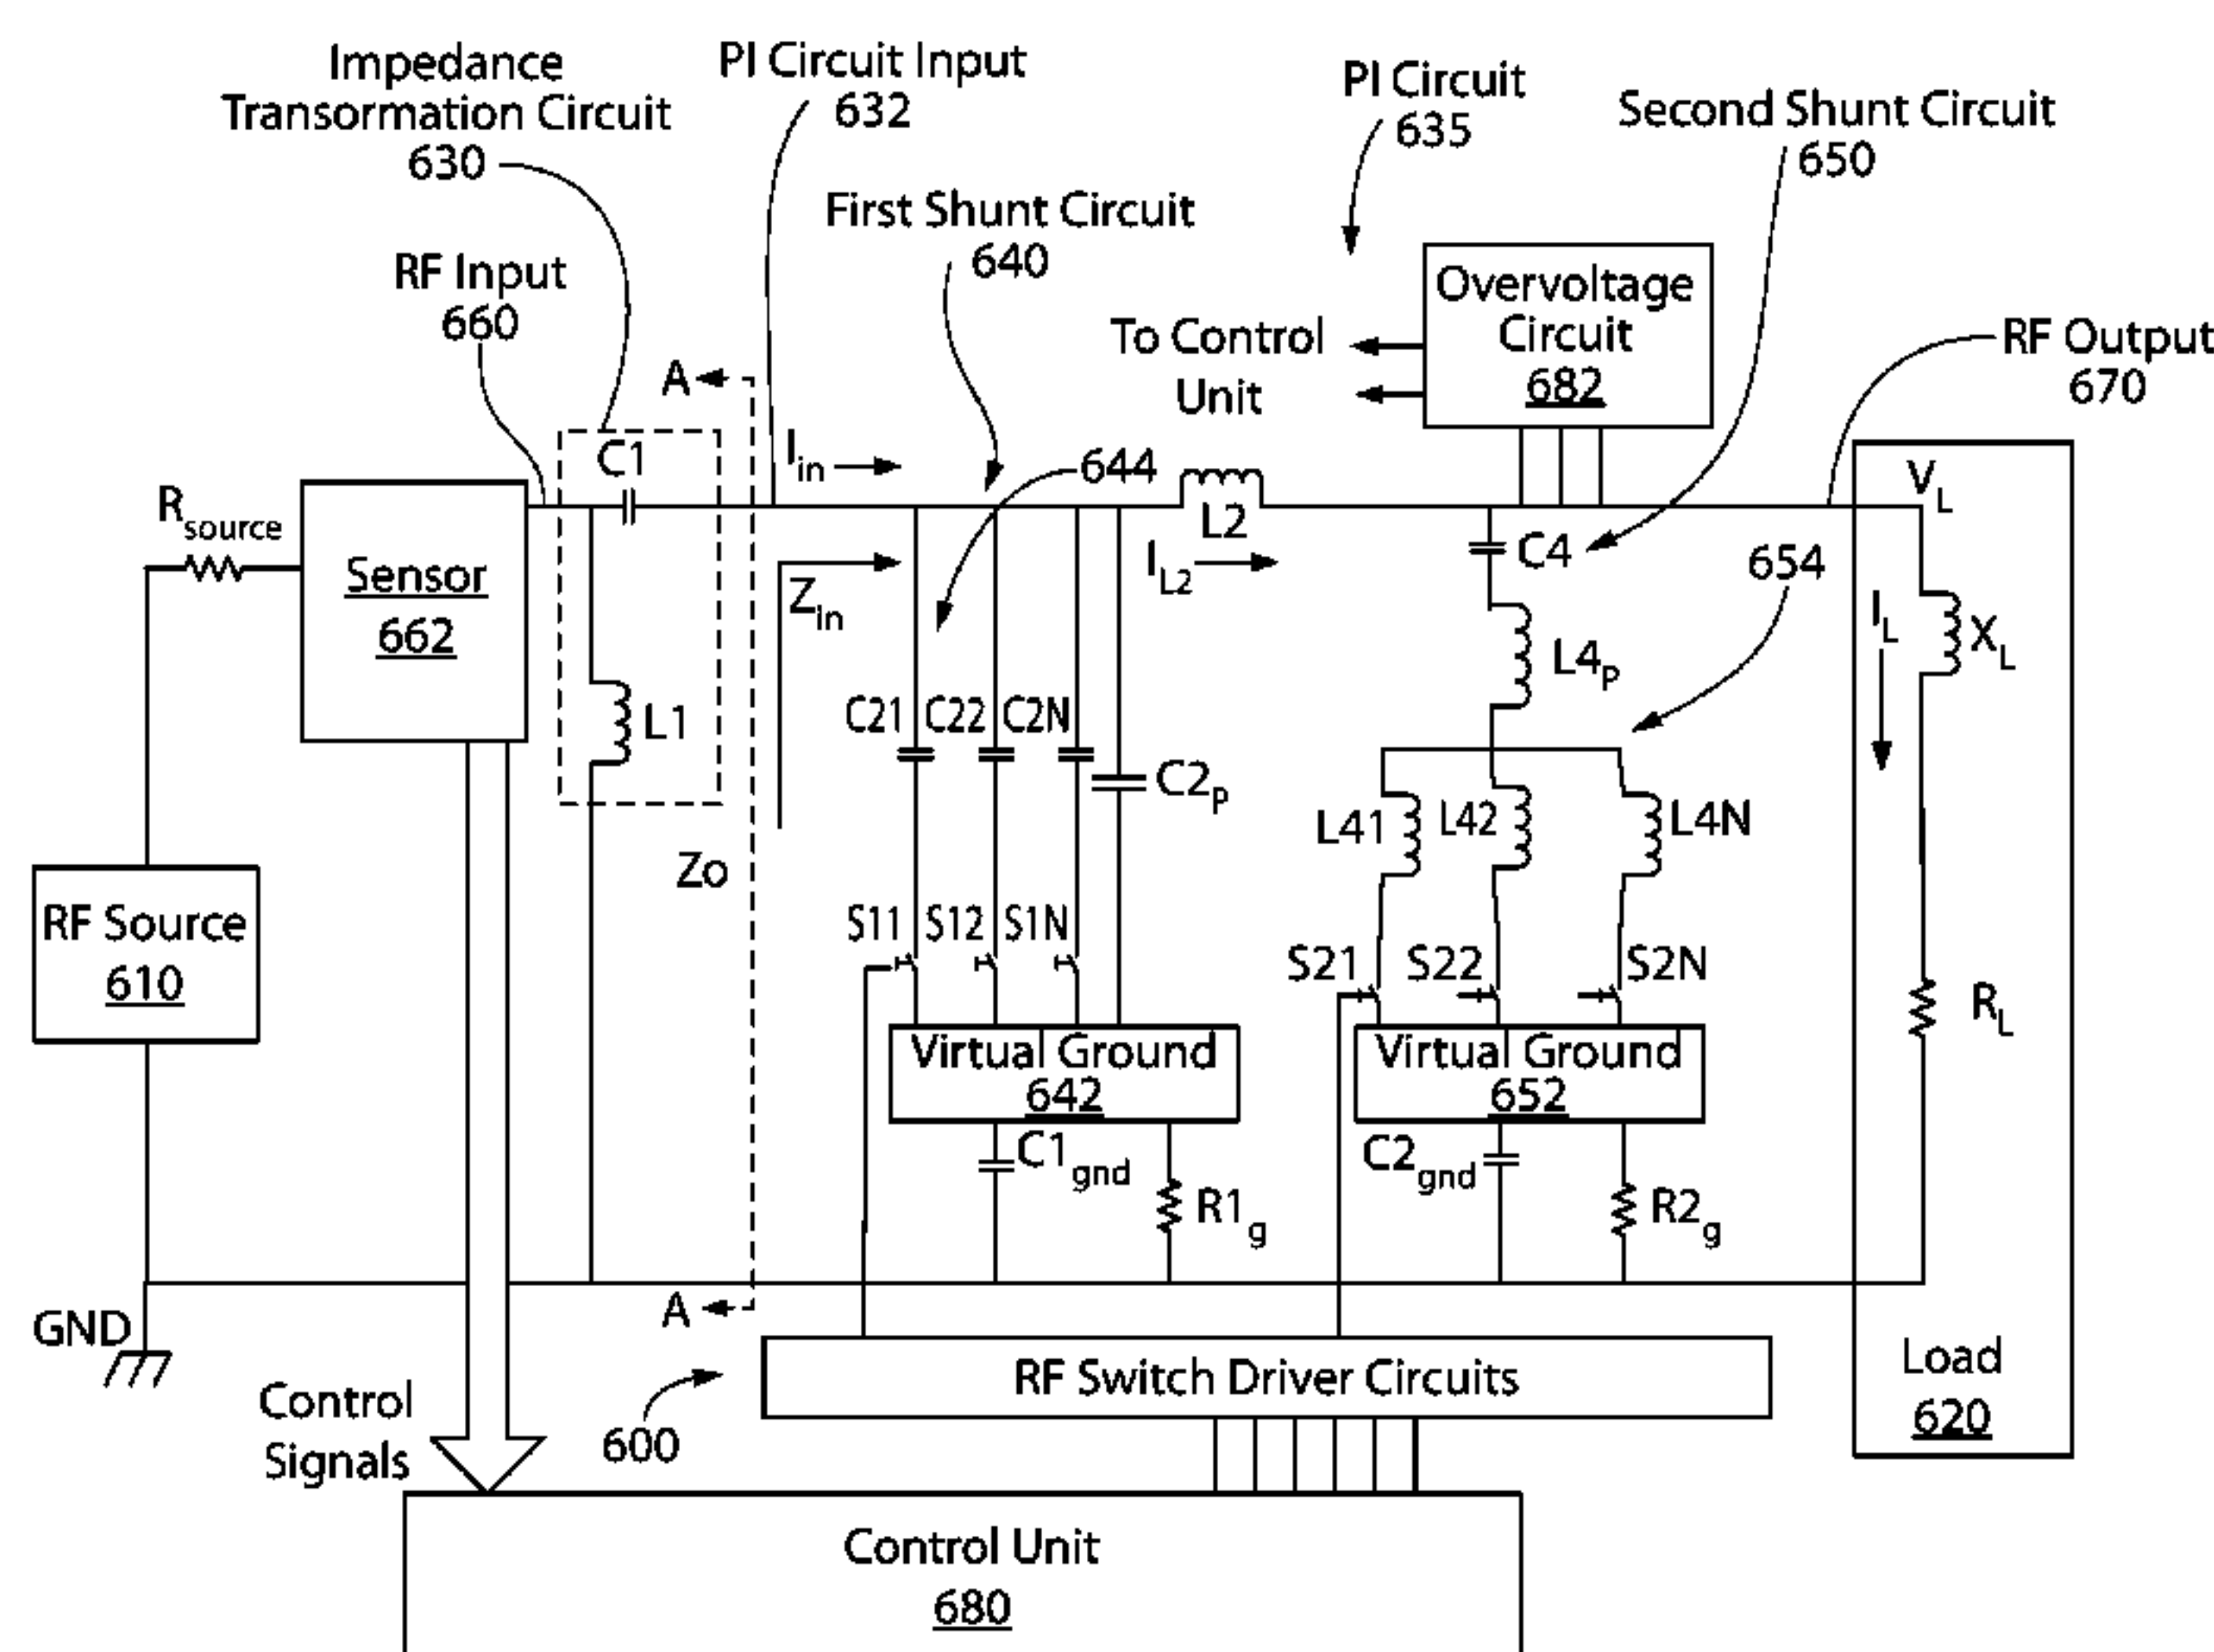 Impedance
Transormation Circuit
630
PI Circuit Input
632
PI Circuit
635
Second Shunt Circuit
650
First Shunt Circuit
640
RF Input
660
Overvoltage
Circuit
682
To Control
Unit
RF Output
670
A
C1
Iin
644
VL
Rsource
L2
Sensor
662
Zin
IL2
C4
654
IL
XL
L4P
L1
C21
C22
C2N
C2P
L41
L42
L4N
Zo
RF Source
610
S11
S12
S1N
S21
S22
S2N
RL
Virtual Ground
642
Virtual Ground
652
C1gnd
R1g
C2gnd
R2g
A
GND
RF Switch Driver Circuits
Load
620
Control
Signals
600
Control Unit
680